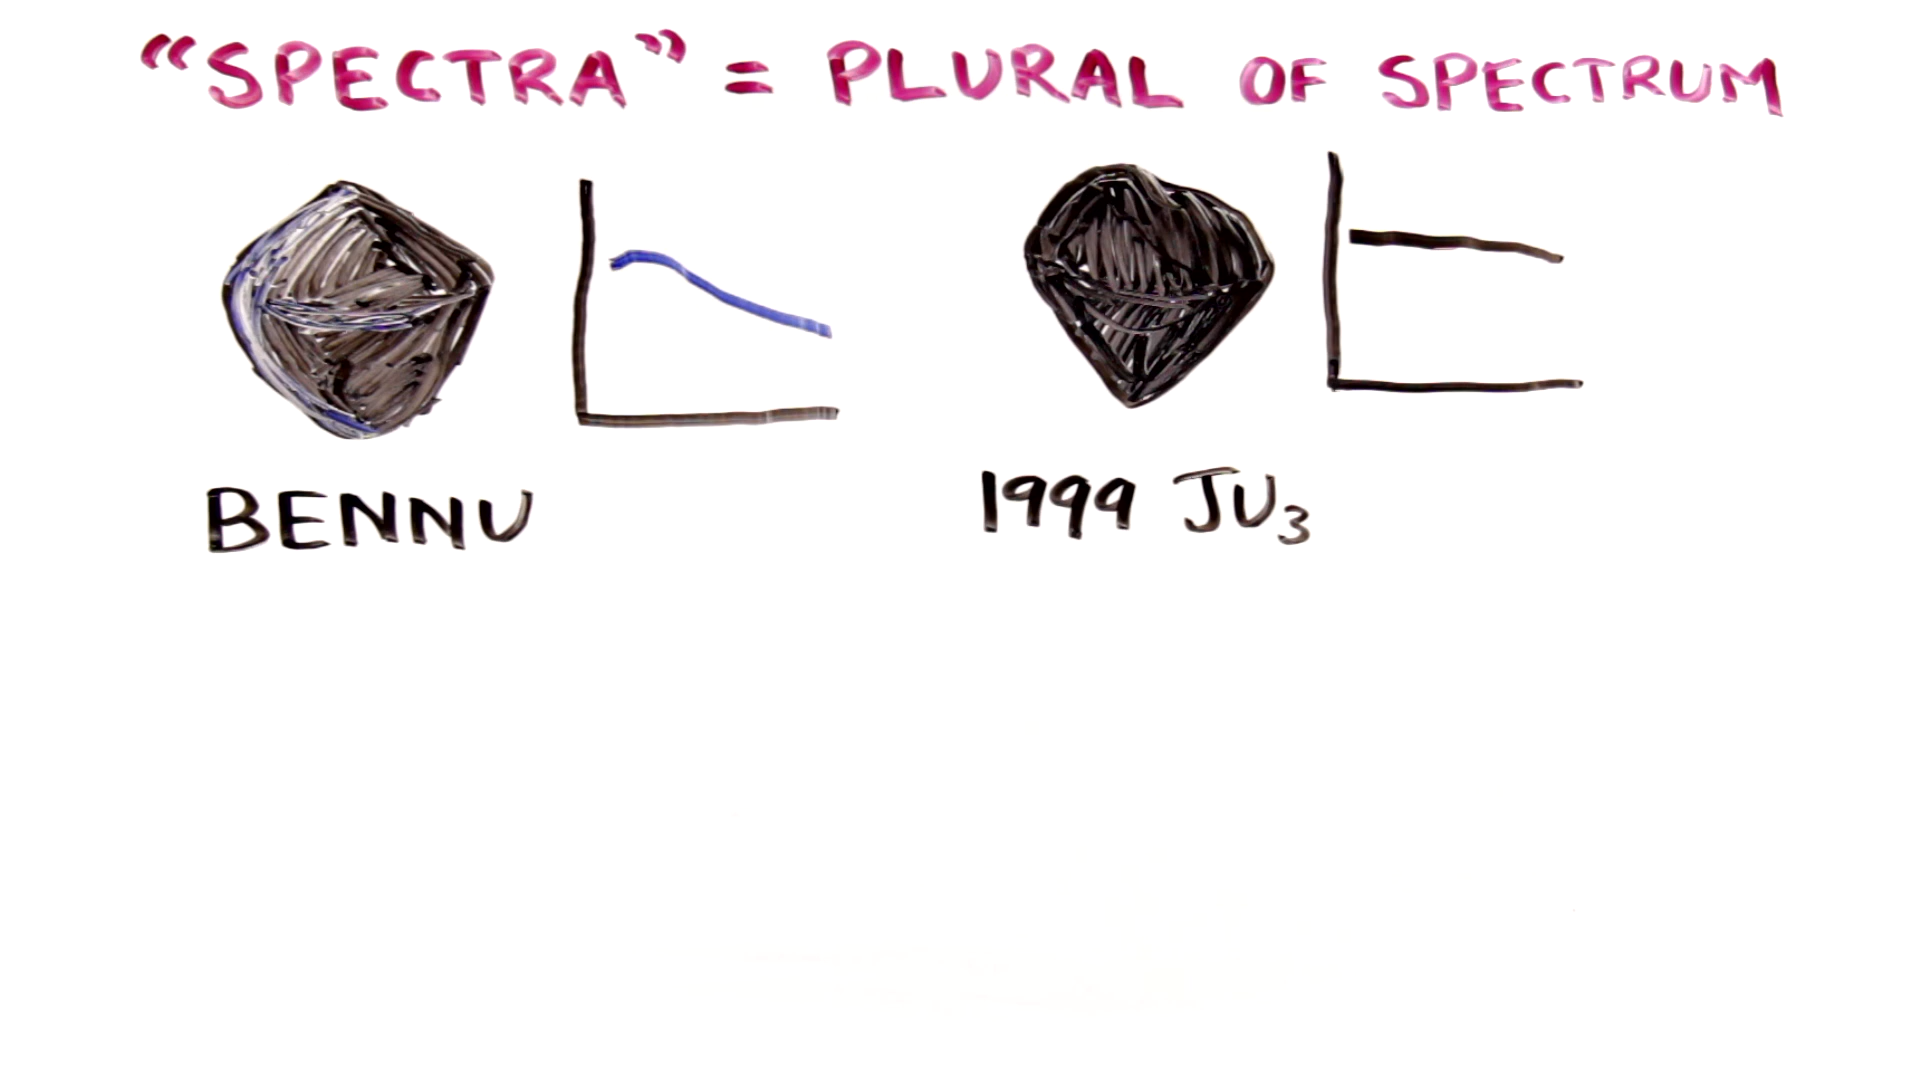 “SPECTRA” = PLURAL OF SPECTRUM
BENNU
1999 JU₃